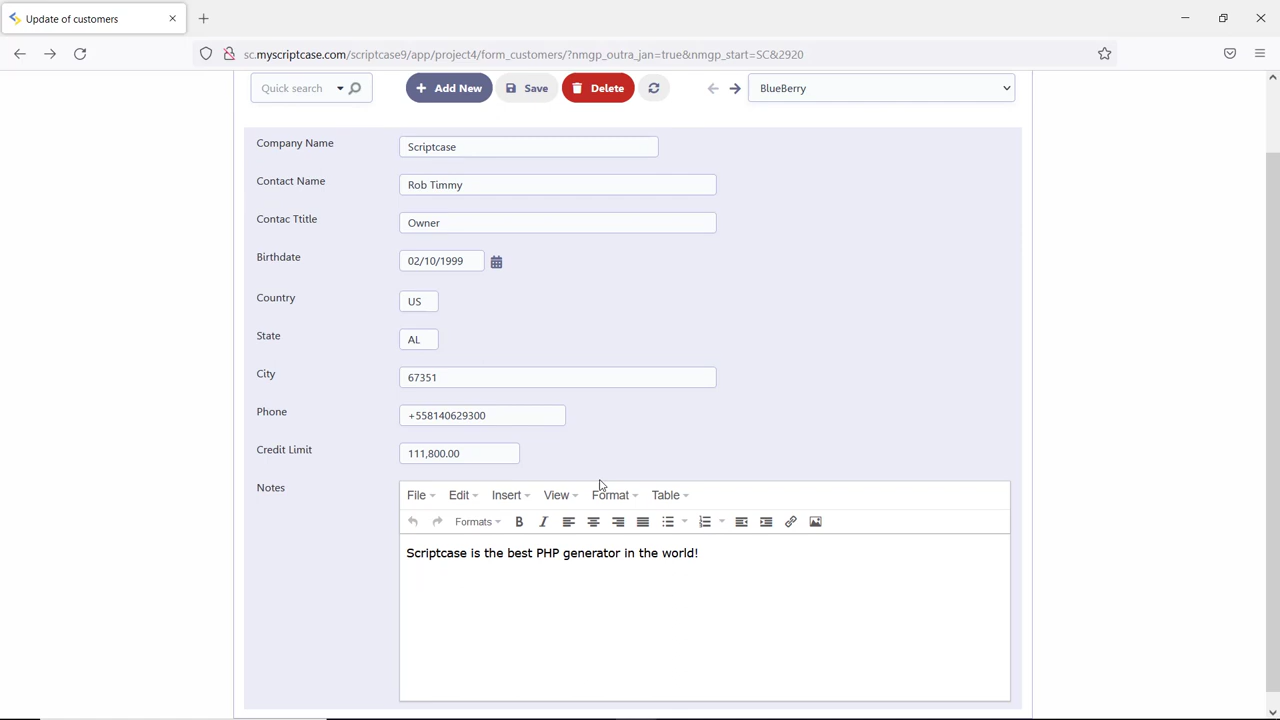 Update of customers
sc.myscriptcase.com/scriptcase9/app/project4/form_customers/?nmgp_outra_jan=true&nmgp_start=SC&2920
Quick search Add New Save Delete BlueBerry
Company Name Scriptcase
Contact Name Rob Timmy
Contac Ttitle Owner
Birthdate 02/10/1999
Country US
State AL
City 67351
Phone +558140629300
Credit Limit 111,800.00
Notes File Edit Insert View Format Table
Formats B I
Scriptcase is the best PHP generator in the world!